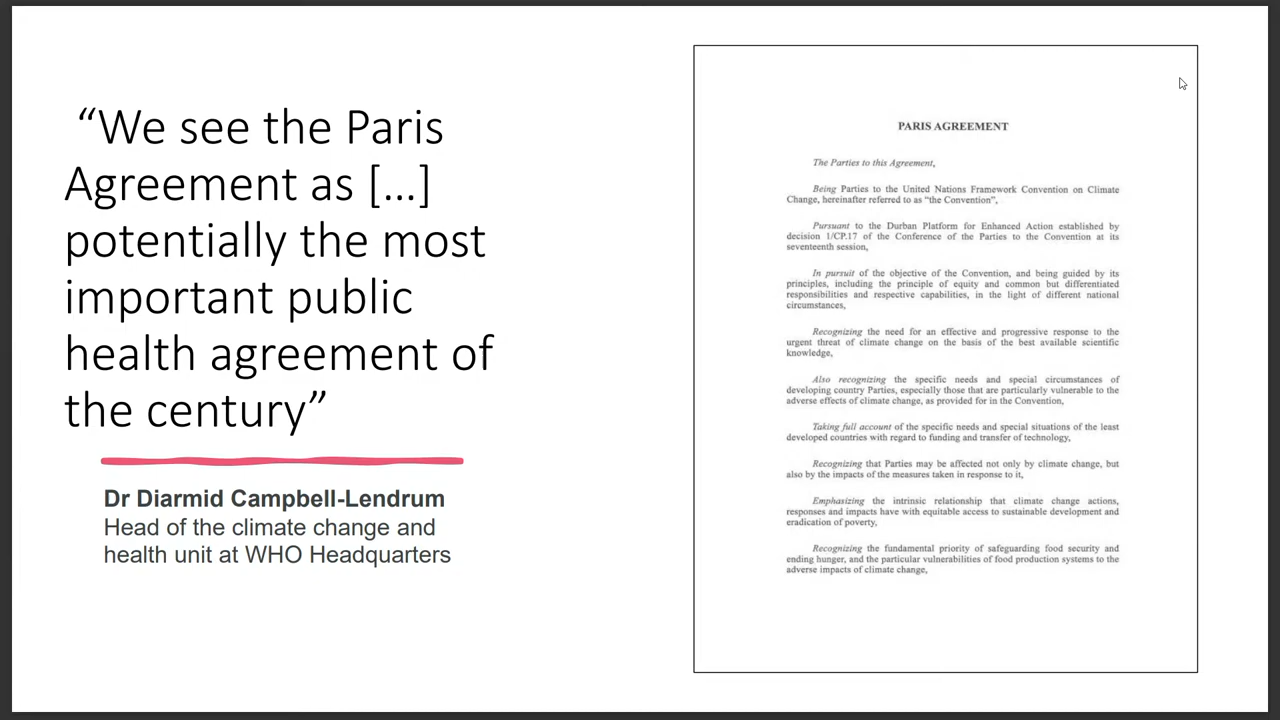 “We see the Paris
Agreement as [...]
potentially the most
important public
health agreement of
the century”
Dr Diarmid Campbell-Lendrum
Head of the climate change and
health unit at WHO Headquarters
PARIS AGREEMENT
The Parties to this Agreement,
Being Parties to the United Nations Framework Convention on Climate
Change, hereinafter referred to as “the Convention”,
Pursuant to the Durban Platform for Enhanced Action established by
decision 1/CP.17 of the Conference of the Parties to the Convention at its
seventeenth session,
In pursuit of the objective of the Convention, and being guided by its
principles, including the principle of equity and common but differentiated
responsibilities and respective capabilities, in the light of different national
circumstances,
Recognizing the need for an effective and progressive response to the
urgent threat of climate change on the basis of the best available scientific
knowledge,
Also recognizing the specific needs and special circumstances of
developing country Parties, especially those that are particularly vulnerable to the
adverse effects of climate change, as provided for in the Convention,
Taking full account of the specific needs and special situations of the least
developed countries with regard to funding and transfer of technology,
Recognizing that Parties may be affected not only by climate change, but
also by the impacts of the measures taken in response to it,
Emphasizing the intrinsic relationship that climate change actions,
responses and impacts have with equitable access to sustainable development and
eradication of poverty,
Recognizing the fundamental priority of safeguarding food security and
ending hunger, and the particular vulnerabilities of food production systems to the
adverse impacts of climate change,